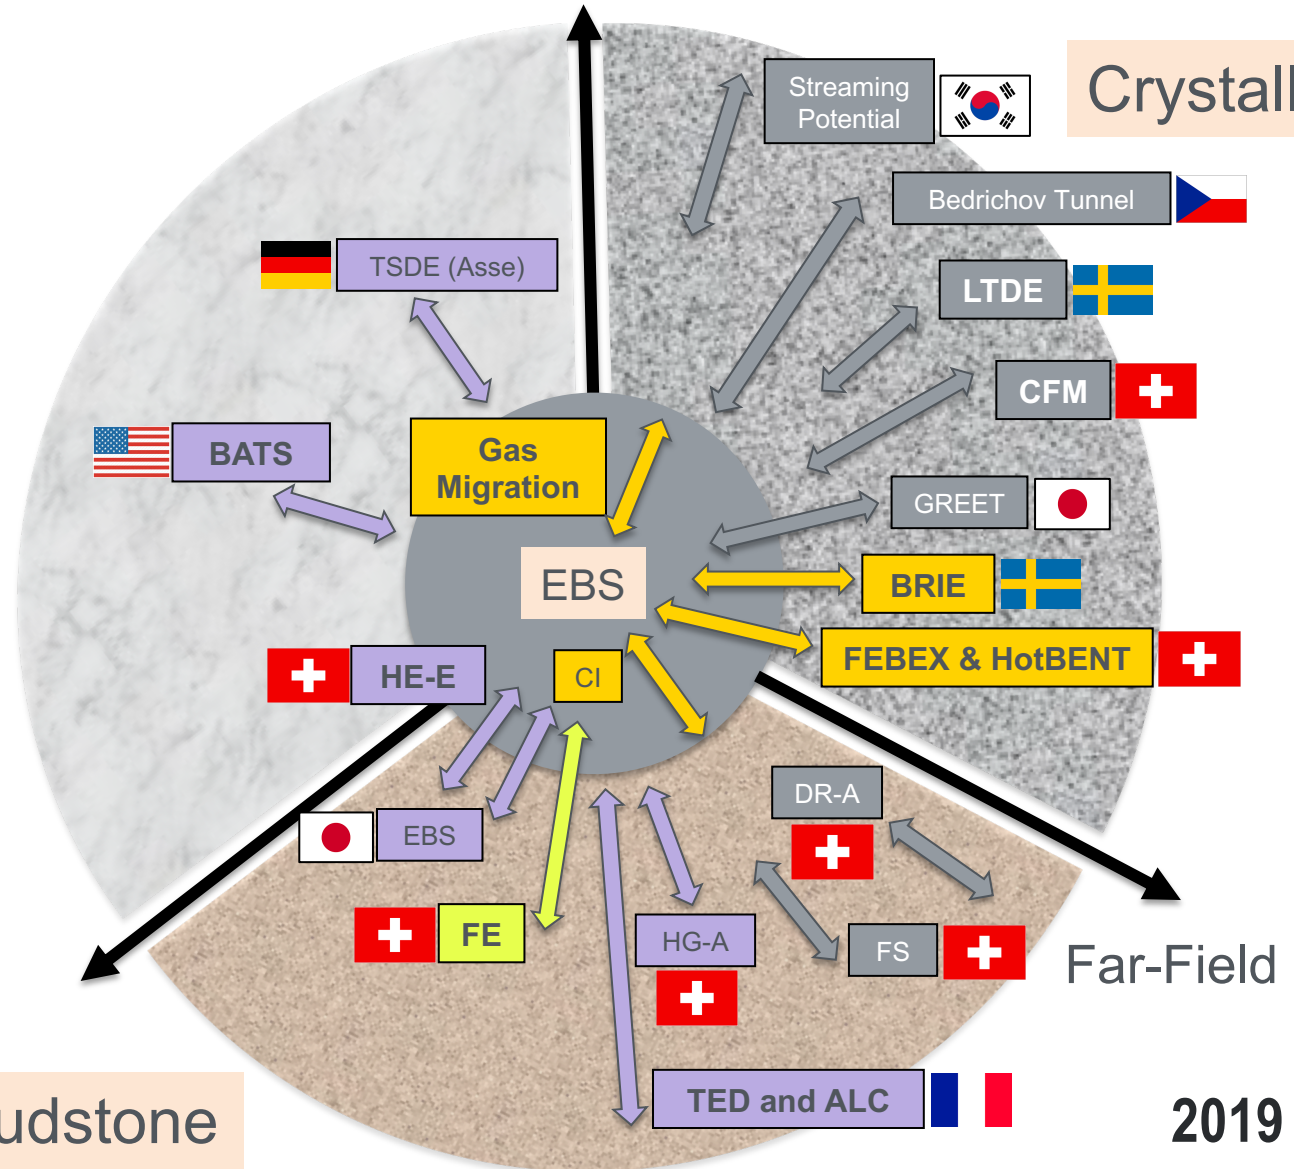 Streaming
Potential
Crystall
Bedrichov Tunnel
TSDE (Asse)
LTDE
CFM
BATS
Gas
Migration
GREET
EBS
BRIE
FEBEX & HotBENT
HE-E
CI
DR-A
EBS
FE
HG-A
FS
Far-Field
TED and ALC
udstone
2019